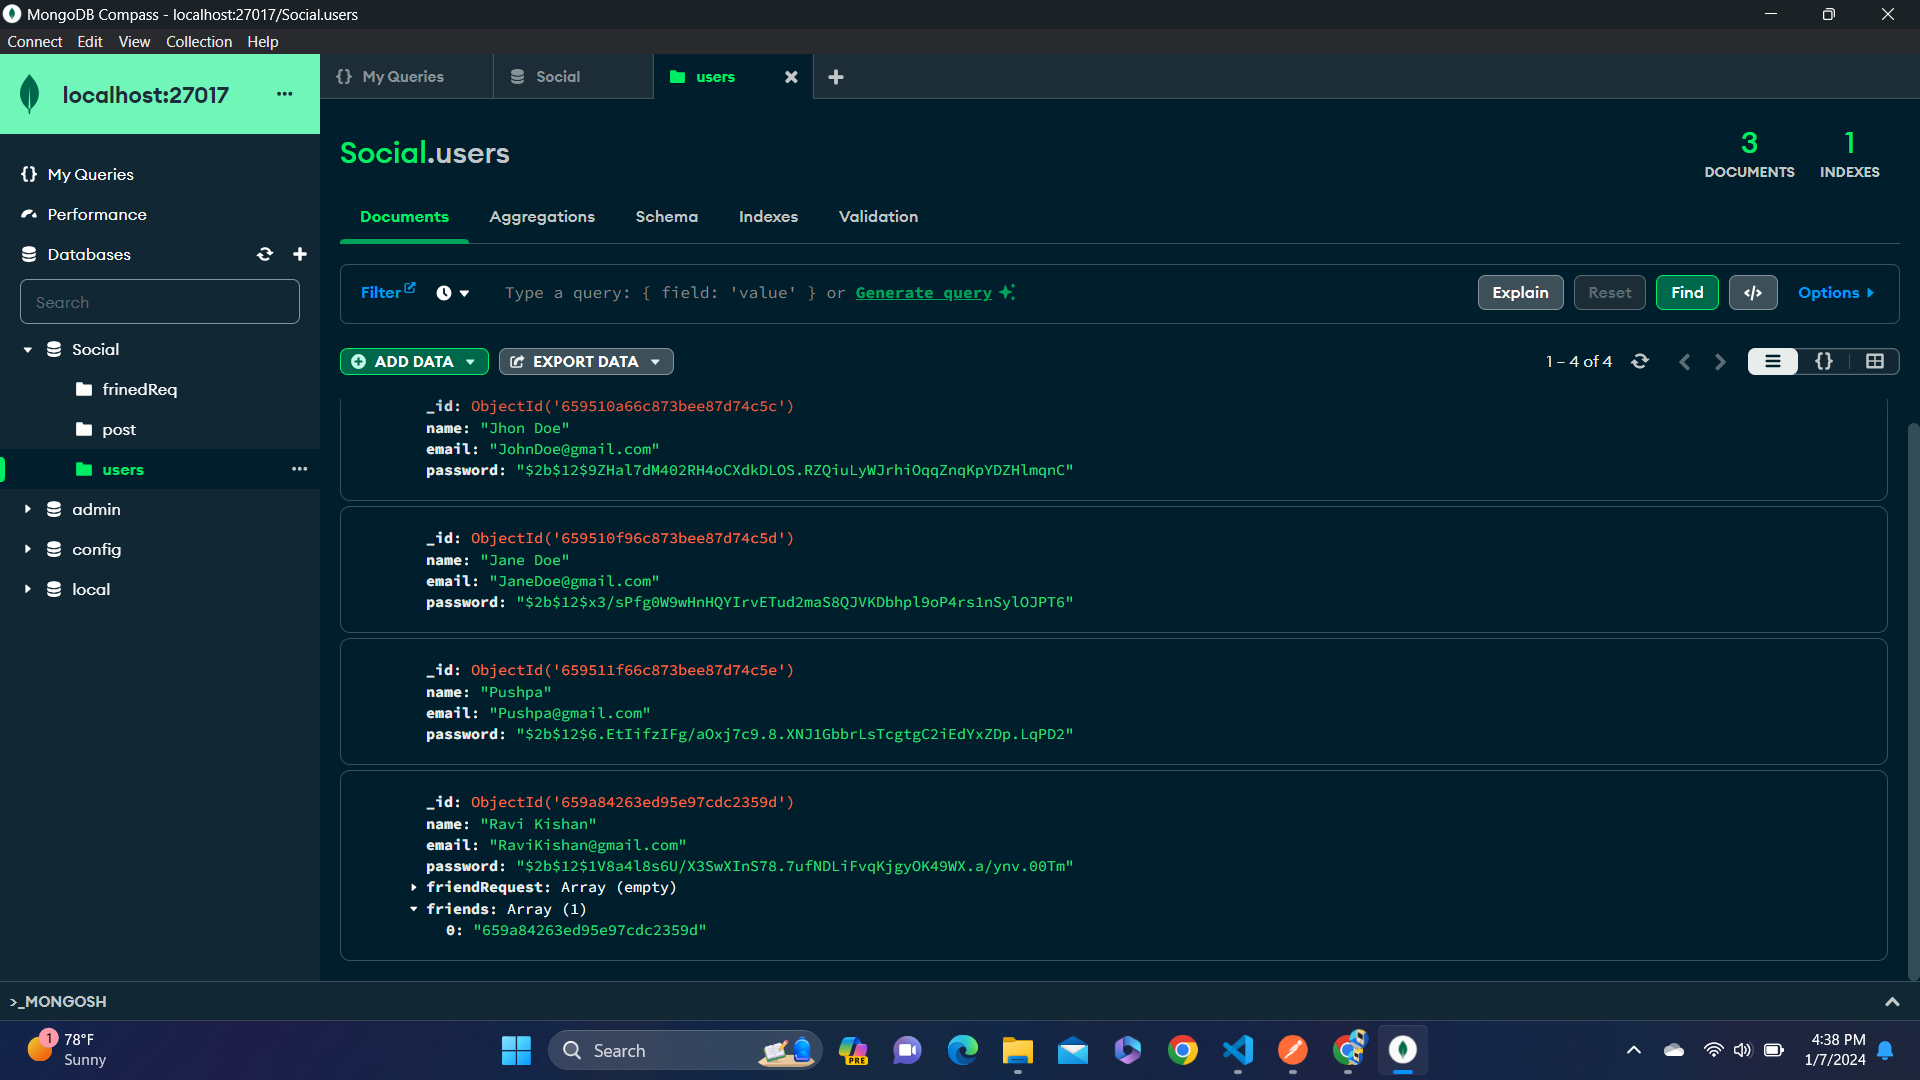 MongoDB Compass - localhost:27017/Social.users
Connect Edit View Collection Help
localhost:27017
My Queries
Social
users
My Queries
Performance
Databases
Search
Social
frinedReq
post
users
admin
config
local
Social.users
3
DOCUMENTS
1
INDEXES
Documents Aggregations Schema Indexes Validation
Filter
Type a query: { field: 'value' } or Generate query
Explain Reset Find </> Options
ADD DATA
EXPORT DATA
1 – 4 of 4
{}
_id: ObjectId('659510a66c873bee87d74c5c')
name: "Jhon Doe"
email: "JohnDoe@gmail.com"
password: "$2b$12$9ZHal7dM402RH4oCXdkDLOS.RZQiuLyWJrhiOqqZnqKpYDZHlmqnC"
_id: ObjectId('659510f96c873bee87d74c5d')
name: "Jane Doe"
email: "JaneDoe@gmail.com"
password: "$2b$12$x3/sPfg0W9wHnHQYIrvETud2maS8QJVKDbhpl9oP4rs1nSylOJPT6"
_id: ObjectId('659511f66c873bee87d74c5e')
name: "Pushpa"
email: "Pushpa@gmail.com"
password: "$2b$12$6.EtIifzIFg/aOxj7c9.8.XNJ1GbbrLsTcgtgC2iEdYxZDp.LqPD2"
_id: ObjectId('659a84263ed95e97cdc2359d')
name: "Ravi Kishan"
email: "RaviKishan@gmail.com"
password: "$2b$12$1V8a4l8s6U/X3SwXInS78.7ufNDLiFvqKjgyOK49WX.a/ynv.00Tm"
friendRequest: Array (empty)
friends: Array (1)
0: "659a84263ed95e97cdc2359d"
>_MONGOSH
1
78°F
Sunny
Search
PRE
4:38 PM
1/7/2024